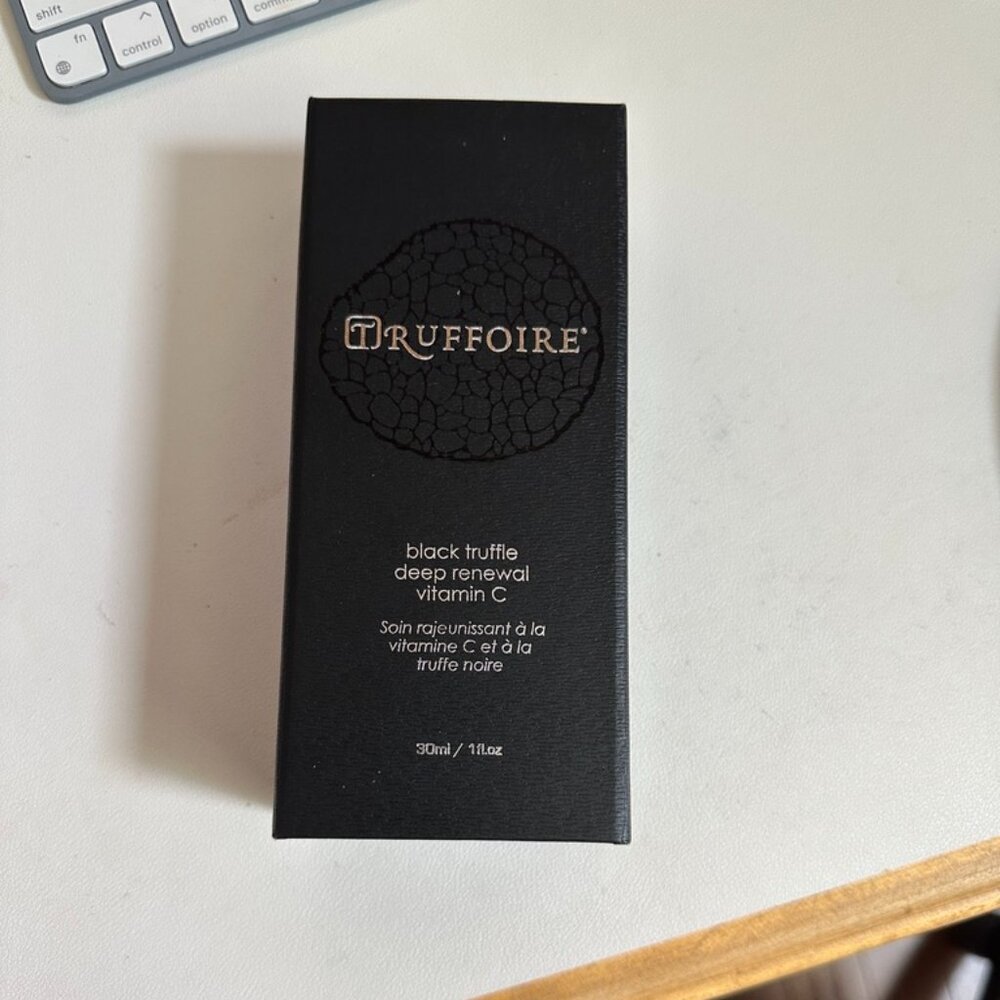 shift
fn
control
option
TRUFFOIRE®
black truffle
deep renewal
vitamin C
Soin rajeunissant à la
vitamine C et à la
truffe noire
30ml / 1fl.oz